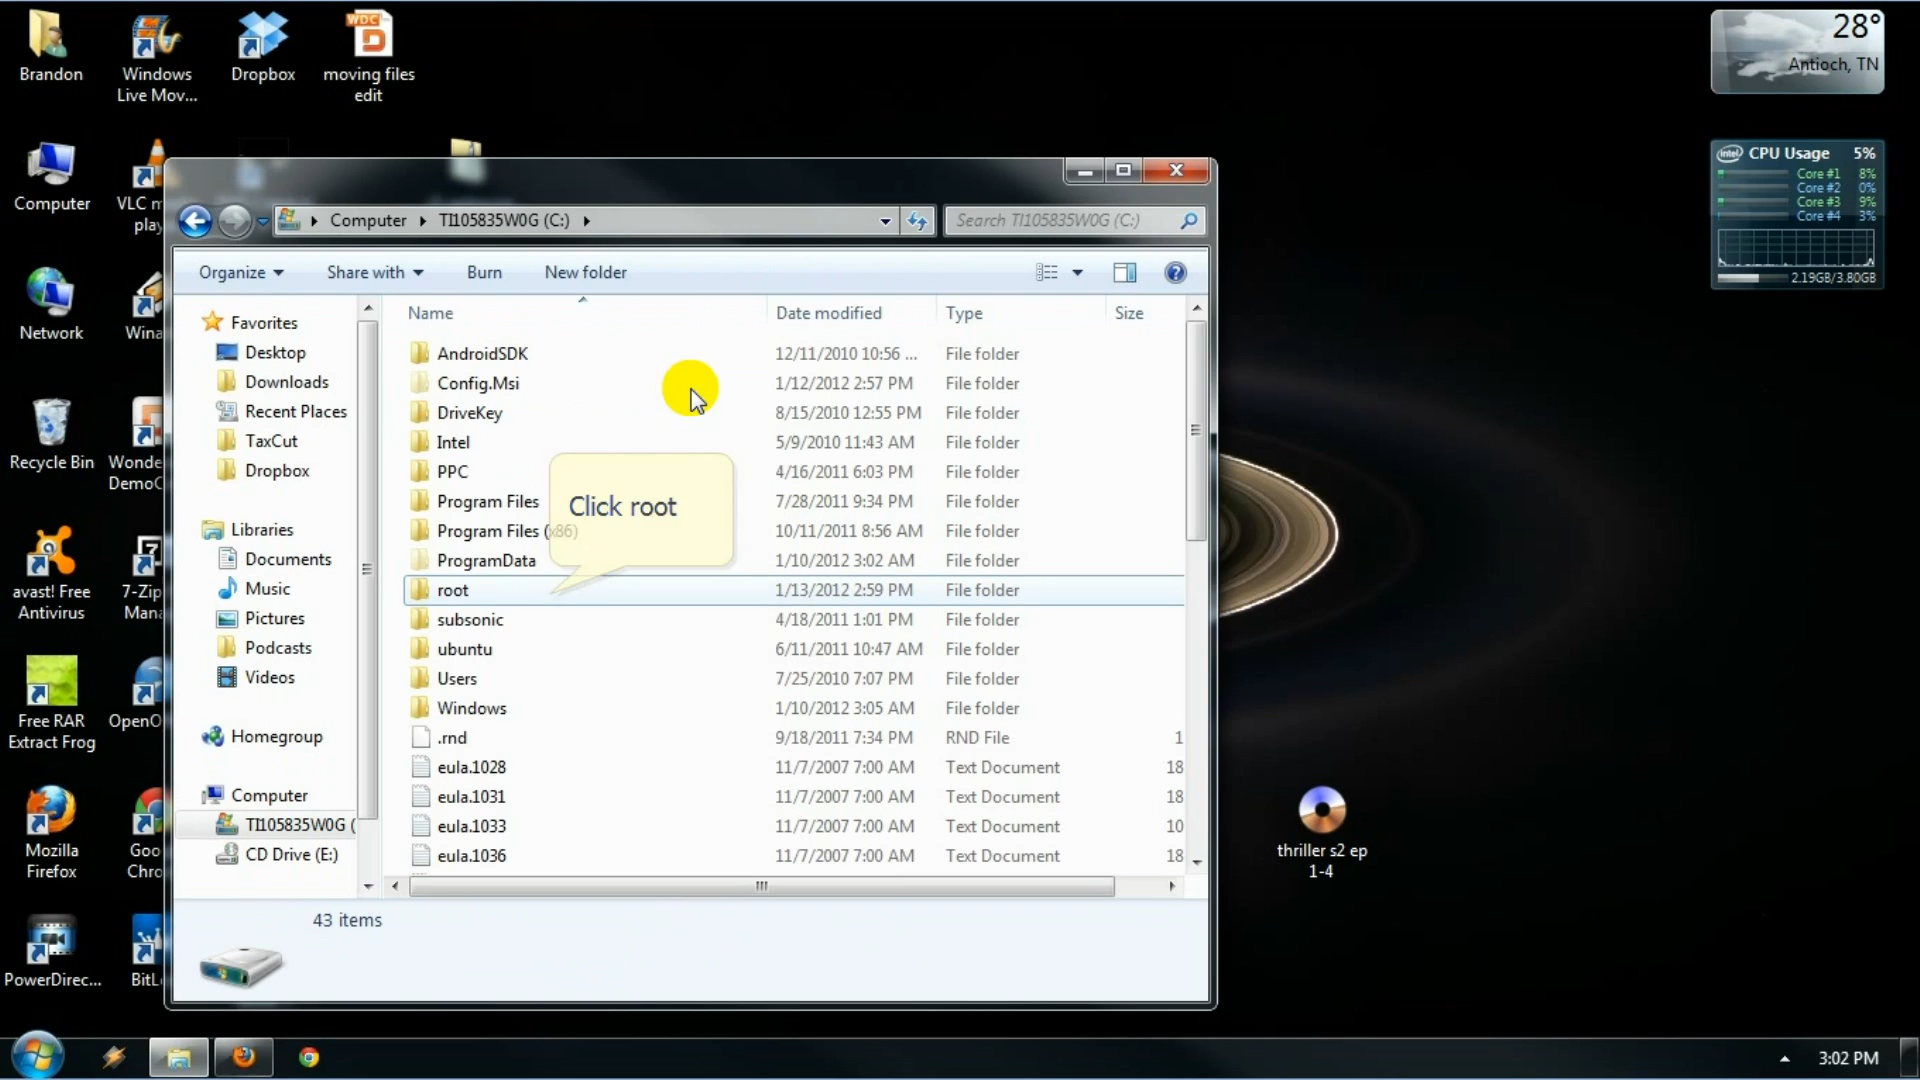 Brandon
Windows
Live Mov...
Dropbox
WDC
moving files
edit
28°
Antioch, TN
Computer
VLC m
play
Network
Wina
Recycle Bin
Wonde
DemoC
avast! Free
Antivirus
7-Zip
Mana
Free RAR
Extract Frog
OpenO
Mozilla
Firefox
Goo
Chro
PowerDirec...
BitL
intel CPU Usage 5%
Core #1 8%
Core #2 0%
Core #3 9%
Core #4 3%
2.19GB/3.80GB
Computer TI105835W0G (C:)
Search TI105835W0G (C:)
Organize Share with Burn New folder
Favorites
Desktop
Downloads
Recent Places
TaxCut
Dropbox
Libraries
Documents
Music
Pictures
Podcasts
Videos
Homegroup
Computer
TI105835W0G (
CD Drive (E:)
Name Date modified Type Size
AndroidSDK 12/11/2010 10:56 ... File folder
Config.Msi 1/12/2012 2:57 PM File folder
DriveKey 8/15/2010 12:55 PM File folder
Intel 5/9/2010 11:43 AM File folder
PPC 4/16/2011 6:03 PM File folder
Program Files 7/28/2011 9:34 PM File folder
Program Files (x86) 10/11/2011 8:56 AM File folder
ProgramData 1/10/2012 3:02 AM File folder
root 1/13/2012 2:59 PM File folder
subsonic 4/18/2011 1:01 PM File folder
ubuntu 6/11/2011 10:47 AM File folder
Users 7/25/2010 7:07 PM File folder
Windows 1/10/2012 3:05 AM File folder
.rnd 9/18/2011 7:34 PM RND File 1
eula.1028 11/7/2007 7:00 AM Text Document 18
eula.1031 11/7/2007 7:00 AM Text Document 18
eula.1033 11/7/2007 7:00 AM Text Document 10
eula.1036 11/7/2007 7:00 AM Text Document 18
Click root
43 items
thriller s2 ep
1-4
3:02 PM